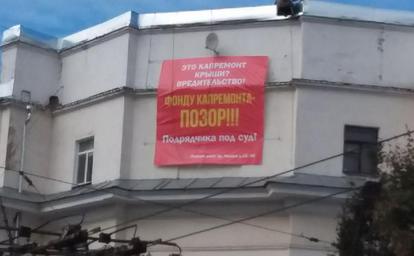 ЭТО КАПРЕМОНТ
КРЫШИ?
ВРЕДИТЕЛЬСТВО!
ФОНДУ КАПРЕМОНТА-
ПОЗОР!!!
Подрядчика под суд!